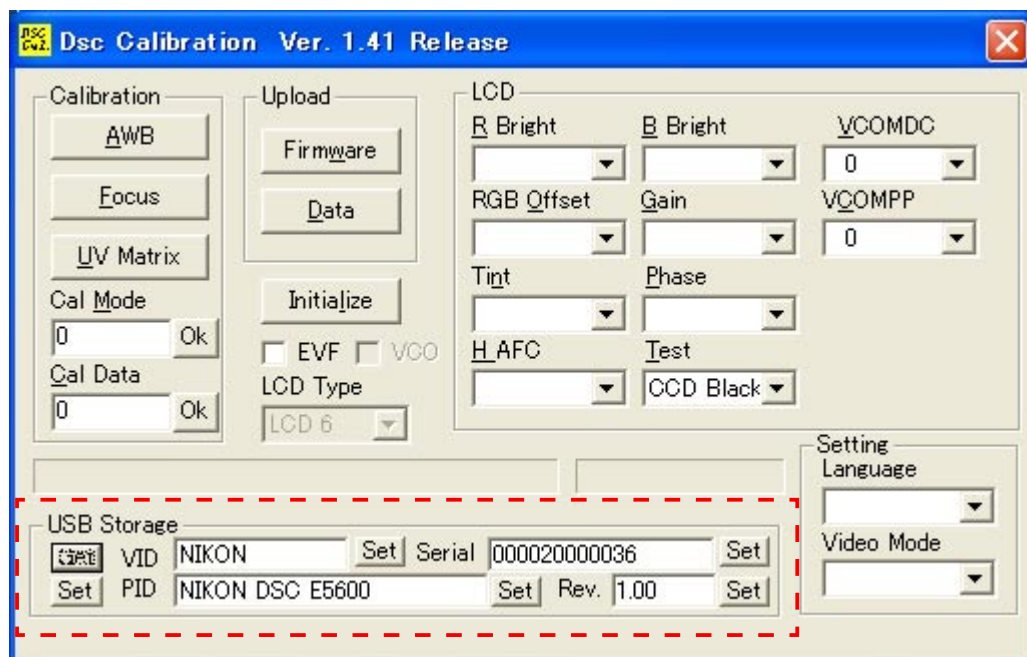 DSC CAL. Dsc Calibration Ver. 1.41 Release
Calibration
AWB
Focus
UV Matrix
Cal Mode
0 Ok
Cal Data
0 Ok
Upload
Firmware
Data
Initialize
EVF VCO
LCD Type
LCD 6
LCD
R Bright B Bright VCOMDC
0
RGB Offset Gain VCOMPP
0
Tint Phase
H AFC Test
CCD Black
Setting
Language
Video Mode
USB Storage
Get VID NIKON Set Serial 000020000036 Set
Set PID NIKON DSC E5600 Set Rev. 1.00 Set